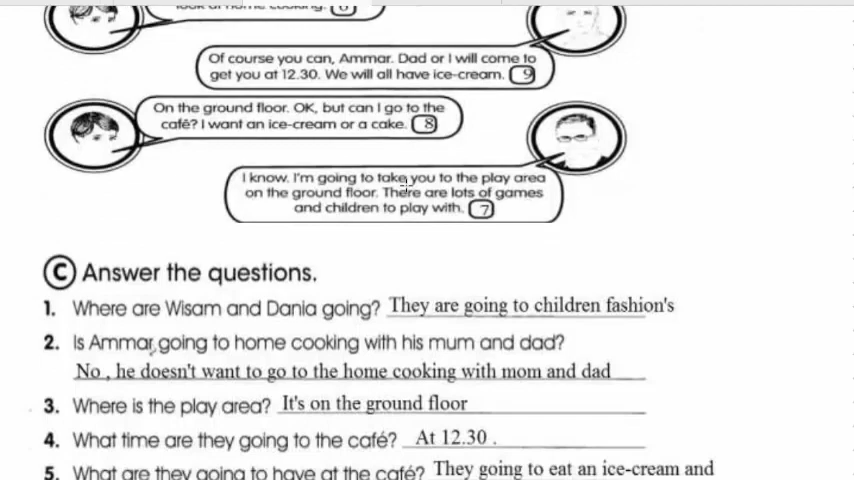 look at home cooking. 6
Of course you can, Ammar. Dad or I will come to
get you at 12.30. We will all have ice-cream. 9
On the ground floor. OK, but can I go to the
café? I want an ice-cream or a cake. 8
I know. I'm going to take you to the play area
on the ground floor. There are lots of games
and children to play with. 7
C Answer the questions.
1. Where are Wisam and Dania going? They are going to children fashion's
2. Is Ammar going to home cooking with his mum and dad?
No , he doesn't want to go to the home cooking with mom and dad
3. Where is the play area? It's on the ground floor
4. What time are they going to the café? At 12.30 .
5. What are they going to have at the café? They going to eat an ice-cream and